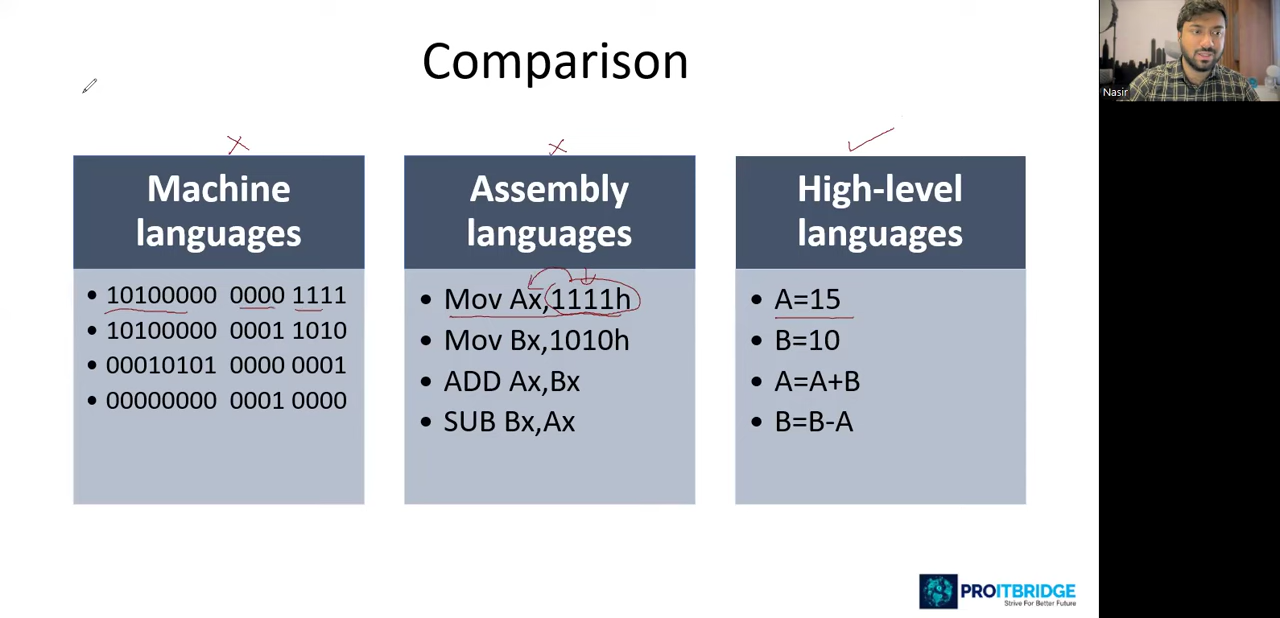 Comparison
Nasir
Machine
languages
• 10100000 0000 1111
• 10100000 0001 1010
• 00010101 0000 0001
• 00000000 0001 0000
Assembly
languages
• Mov Ax,1111h
• Mov Bx,1010h
• ADD Ax,Bx
• SUB Bx,Ax
High-level
languages
• A=15
• B=10
• A=A+B
• B=B-A
PROITBRIDGE
Strive For Better Future